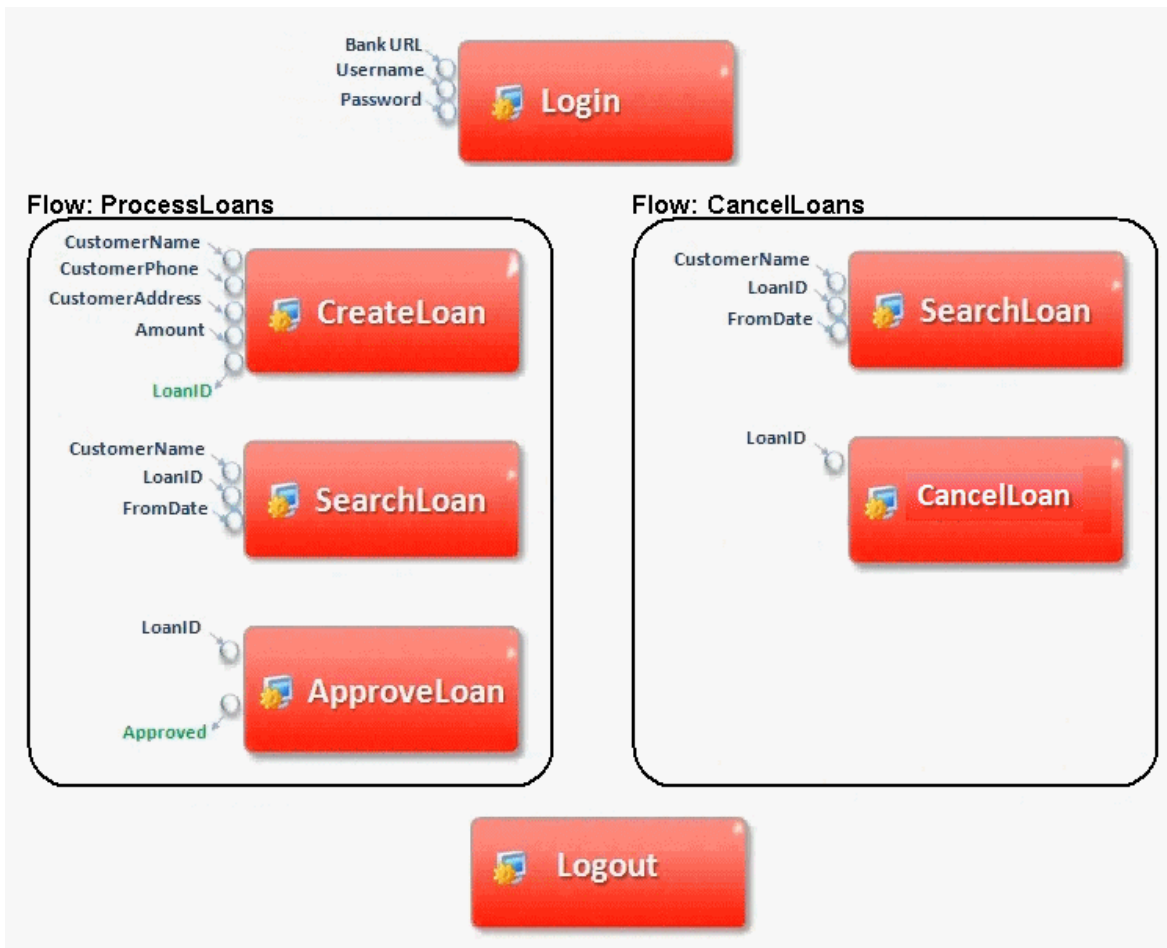 Bank URL
Username
Password
Login
Flow: ProcessLoans
CustomerName
CustomerPhone
CustomerAddress
Amount
LoanID
CreateLoan
CustomerName
LoanID
FromDate
SearchLoan
LoanID
Approved
ApproveLoan
Flow: CancelLoans
CustomerName
LoanID
FromDate
SearchLoan
LoanID
CancelLoan
Logout